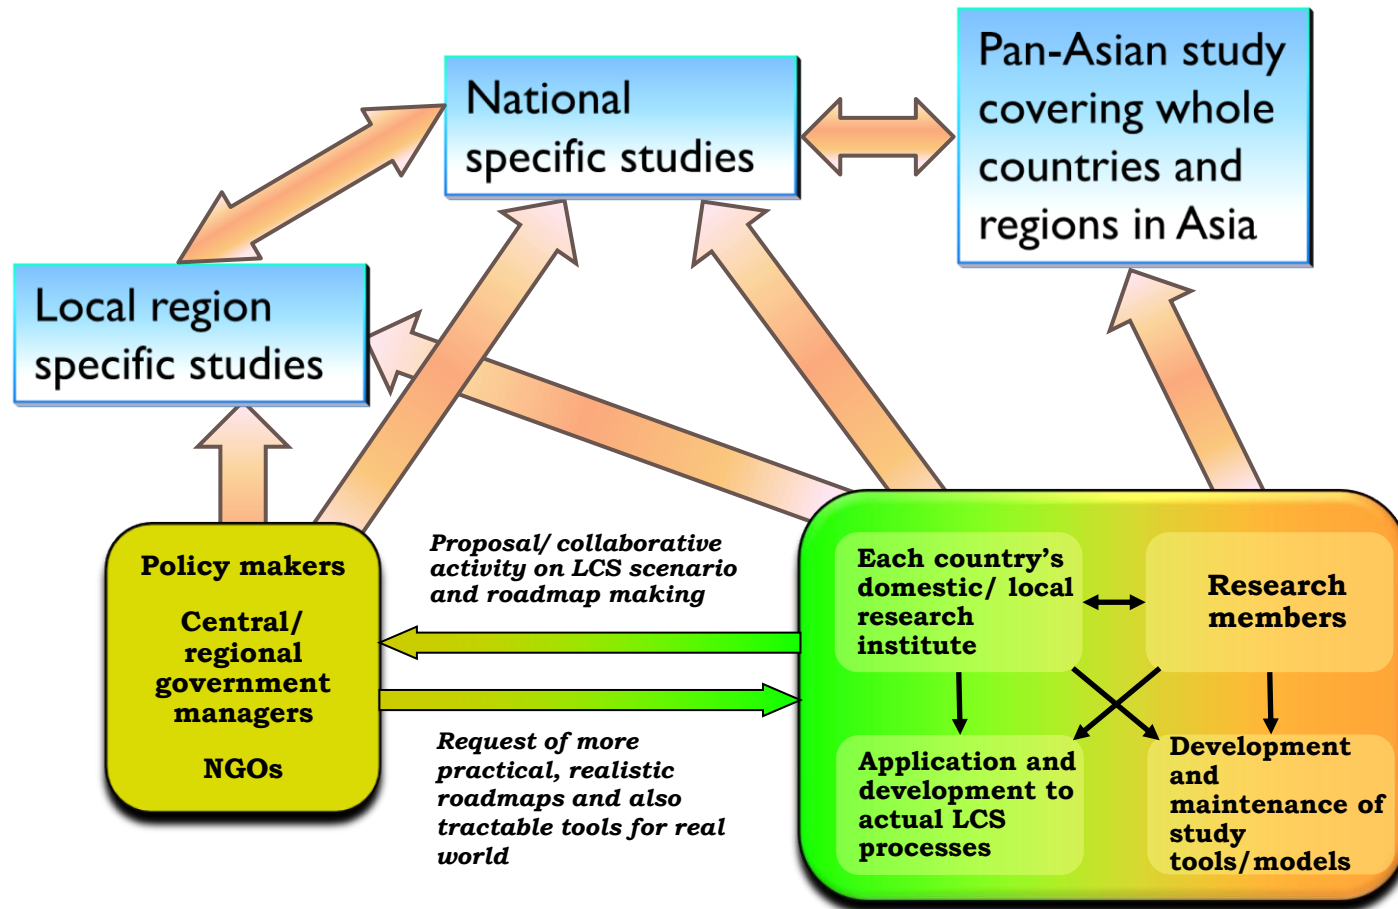 National
specific studies
Pan-Asian study
covering whole
countries and
regions in Asia
Local region
specific studies
Policy makers
Central/
regional
government
managers
NGOs
Proposal/ collaborative
activity on LCS scenario
and roadmap making
Request of more
practical, realistic
roadmaps and also
tractable tools for real
world
Each country’s
domestic/ local
research
institute
Research
members
Application and
development to
actual LCS
processes
Development
and
maintenance of
study
tools/models